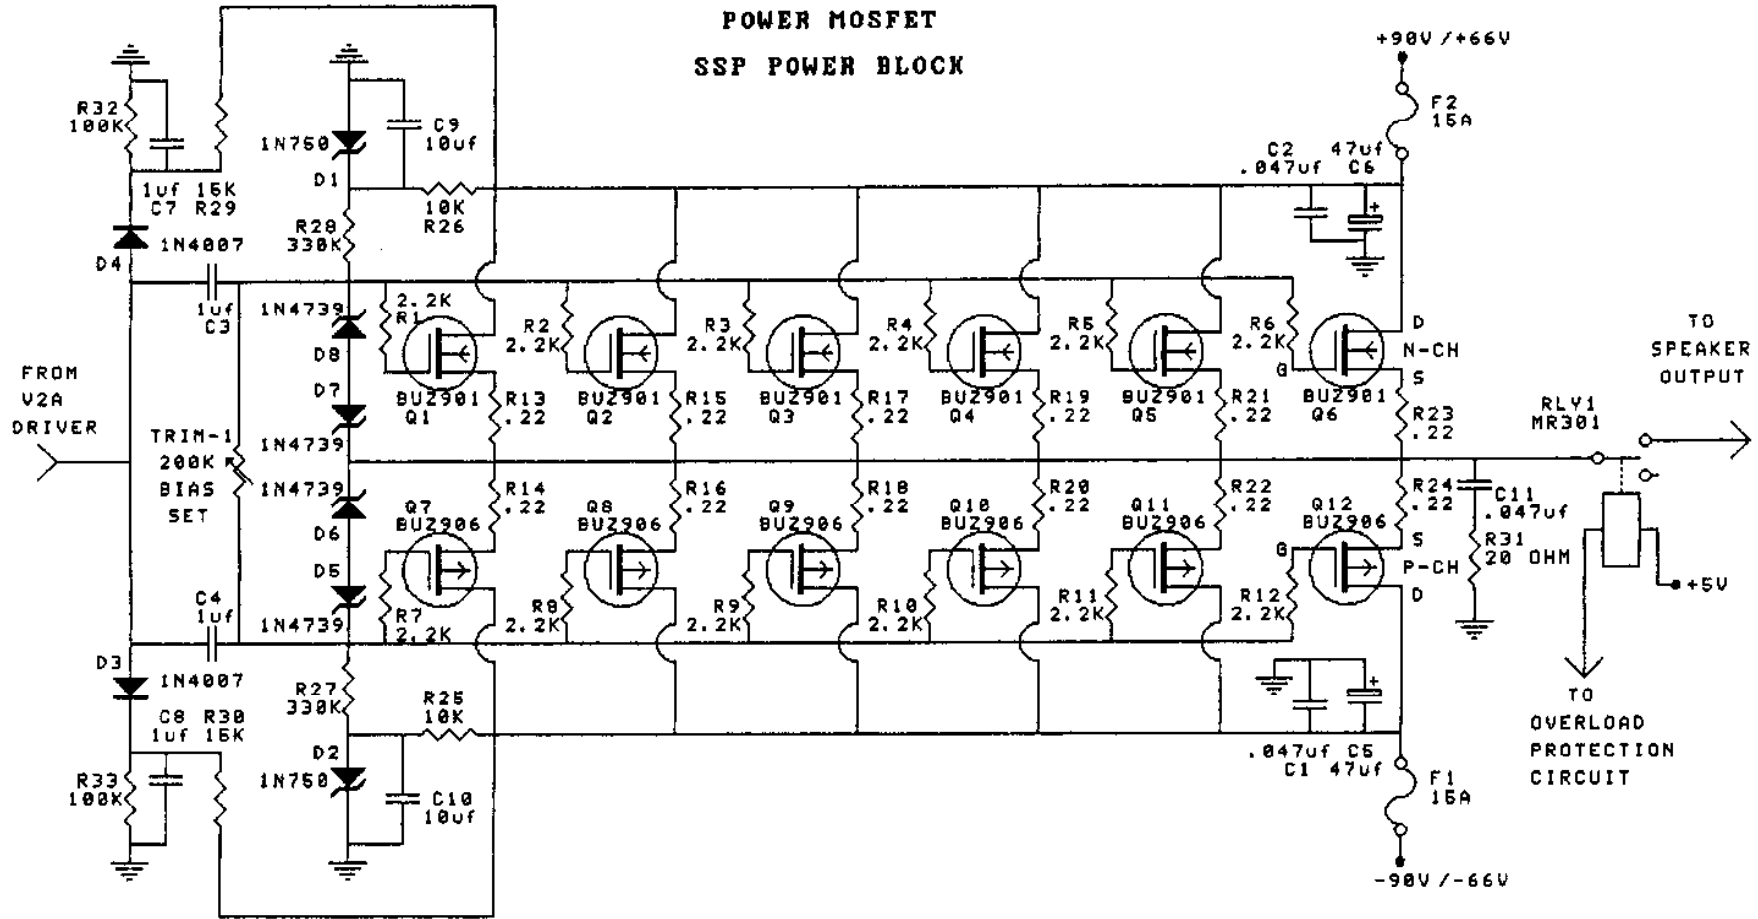 POWER MOSFET
SSP POWER BLOCK
+90V/+66V
F2
15A
R32
100K
1N750
D1
C9
10uf
C2
.047uf
47uf
C6
1uf 15K
C7 R29
10K
R26
R28
330K
1N4007
D4
1uf
C3
1N4739
D8
D7
1N4739
2.2K
R1
R2
2.2K
R3
2.2K
R4
2.2K
R5
2.2K
R6
2.2K
D
N-CH
G
S
BUZ901
Q1
BUZ901
Q2
BUZ901
Q3
BUZ901
Q4
BUZ901
Q5
BUZ901
Q6
R13
.22
R15
.22
R17
.22
R19
.22
R21
.22
R23
.22
FROM
V2A
DRIVER
TRIM-1
200K
BIAS
SET
RLY1
MR301
TO
SPEAKER
OUTPUT
1N4739
D6
D5
1N4739
R14
.22
R16
.22
R18
.22
R20
.22
R22
.22
R24
.22
Q7
BUZ906
Q8
BUZ906
Q9
BUZ906
Q10
BUZ906
Q11
BUZ906
Q12
BUZ906
G
S
P-CH
D
C11
.047uf
R31
20 OHM
+5V
C4
1uf
R7
2.2K
R8
2.2K
R9
2.2K
R10
2.2K
R11
2.2K
R12
2.2K
D3
1N4007
R27
330K
R25
10K
C8 R30
1uf 15K
D2
1N750
R33
100K
C10
10uf
.047uf C5
C1 47uf
F1
15A
TO
OVERLOAD
PROTECTION
CIRCUIT
-90V/-66V